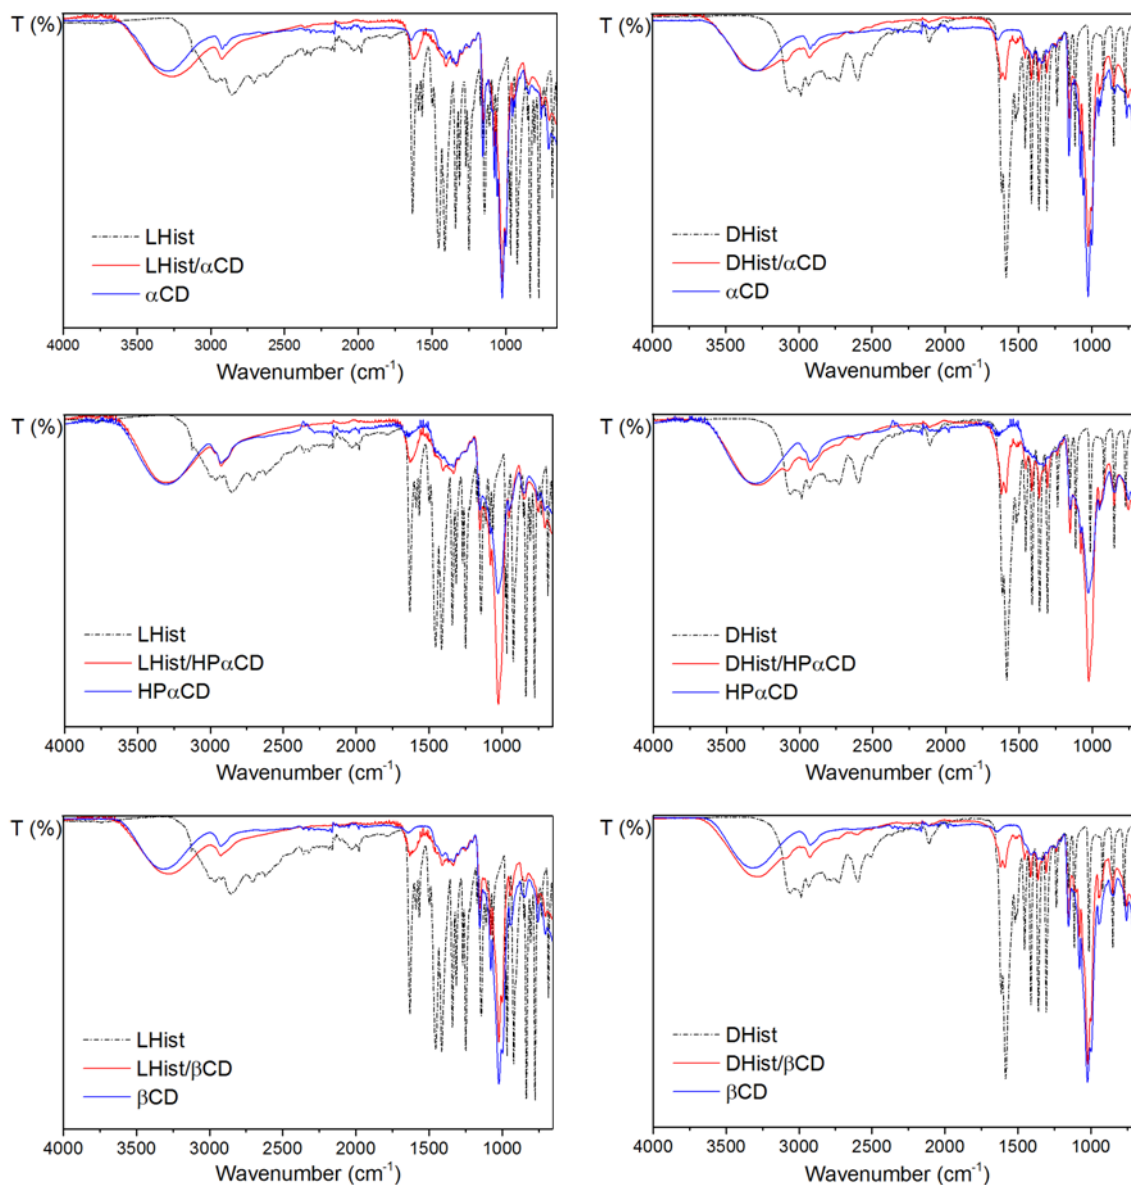 T (%)
LHist
LHist/αCD
αCD
4000 3500 3000 2500 2000 1500 1000
Wavenumber (cm⁻¹)
T (%)
DHist
DHist/αCD
αCD
4000 3500 3000 2500 2000 1500 1000
Wavenumber (cm⁻¹)
T (%)
LHist
LHist/HPαCD
HPαCD
4000 3500 3000 2500 2000 1500 1000
Wavenumber (cm⁻¹)
T (%)
DHist
DHist/HPαCD
HPαCD
4000 3500 3000 2500 2000 1500 1000
Wavenumber (cm⁻¹)
T (%)
LHist
LHist/βCD
βCD
4000 3500 3000 2500 2000 1500 1000
Wavenumber (cm⁻¹)
T (%)
DHist
DHist/βCD
βCD
4000 3500 3000 2500 2000 1500 1000
Wavenumber (cm⁻¹)